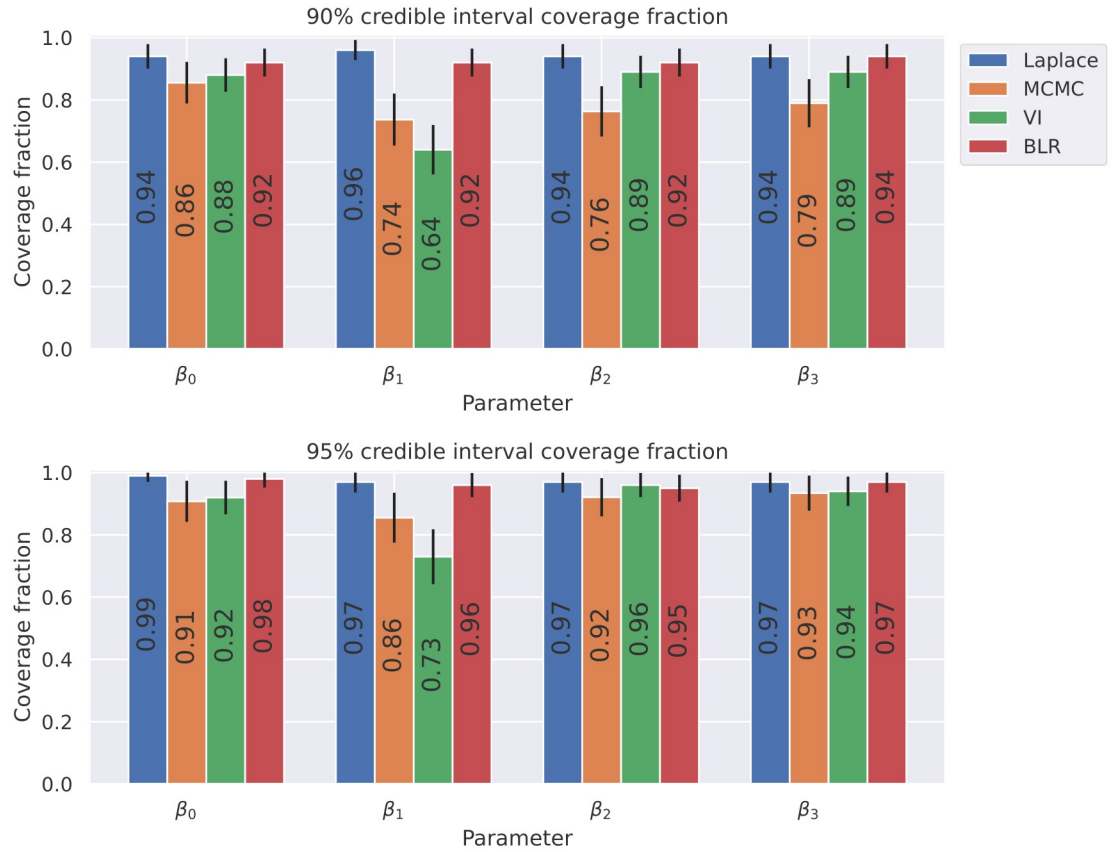 90% credible interval coverage fraction
Coverage fraction
1.0
0.8
0.6
0.4
0.2
0.0
0.94
0.86
0.88
0.92
0.96
0.74
0.64
0.92
0.94
0.76
0.89
0.92
0.94
0.79
0.89
0.94
β₀
β₁
β₂
β₃
Parameter
Laplace
MCMC
VI
BLR
95% credible interval coverage fraction
Coverage fraction
1.0
0.8
0.6
0.4
0.2
0.0
0.99
0.91
0.92
0.98
0.97
0.86
0.73
0.96
0.97
0.92
0.96
0.95
0.97
0.93
0.94
0.97
β₀
β₁
β₂
β₃
Parameter